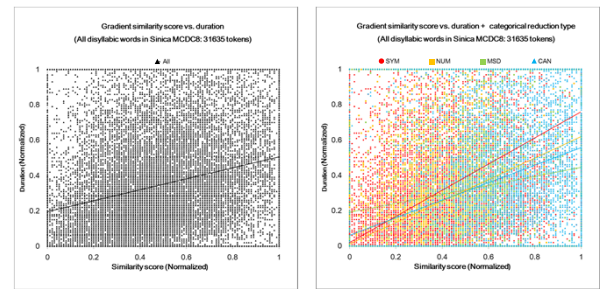 Gradient similarity score vs. duration
(All disyllabic words in Sinica MCDC8: 31635 tokens)
All
1
0.8
0.6
0.4
0.2
0
Duration (Normalized)
0 0.2 0.4 0.6 0.8 1
Similarity score (Normalized)
Gradient similarity score vs. duration + categorical reduction type
(All disyllabic words in Sinica MCDC8: 31635 tokens)
SYM NUM MSD CAN
1
0.8
0.6
0.4
0.2
0
Duration (Normalized)
0 0.2 0.4 0.6 0.8 1
Similarity score (Normalized)